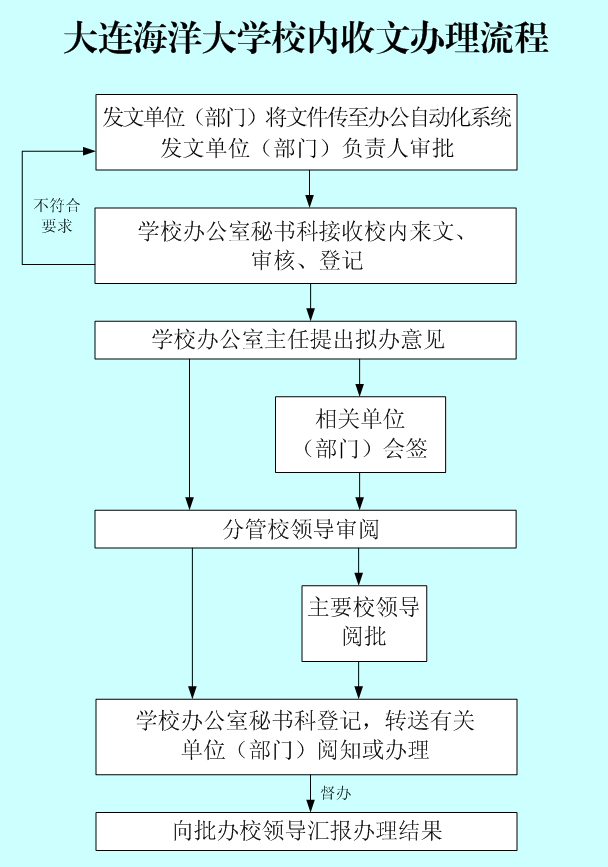 大连海洋大学校内收文办理流程
发文单位（部门）将文件传至办公自动化系统
发文单位（部门）负责人审批
不符合
要求
学校办公室秘书科接收校内来文、
审核、登记
学校办公室主任提出拟办意见
相关单位
（部门）会签
分管校领导审阅
主要校领导
阅批
学校办公室秘书科登记，转送有关
单位（部门）阅知或办理
督办
向批办校领导汇报办理结果